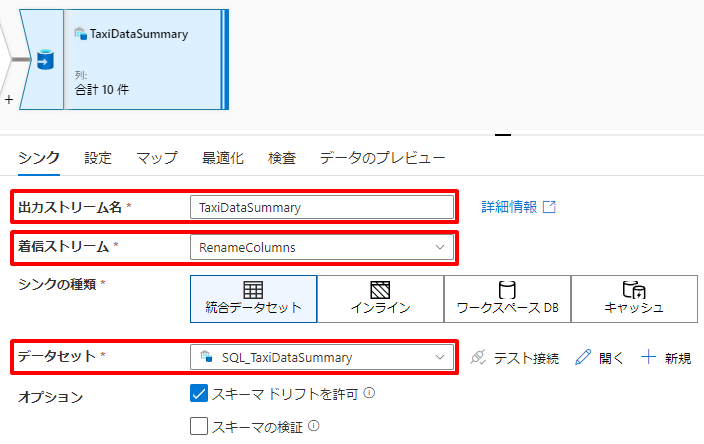 TaxiDataSummary
列:
合計 10 件
+
シンク 設定 マップ 最適化 検査 データのプレビュー
出力ストリーム名 * TaxiDataSummary 詳細情報
着信ストリーム * RenameColumns
シンクの種類 * 統合データセット インライン ワークスペース DB キャッシュ
データセット * SQL_TaxiDataSummary テスト接続 開く 新規
オプション スキーマ ドリフトを許可
スキーマの検証